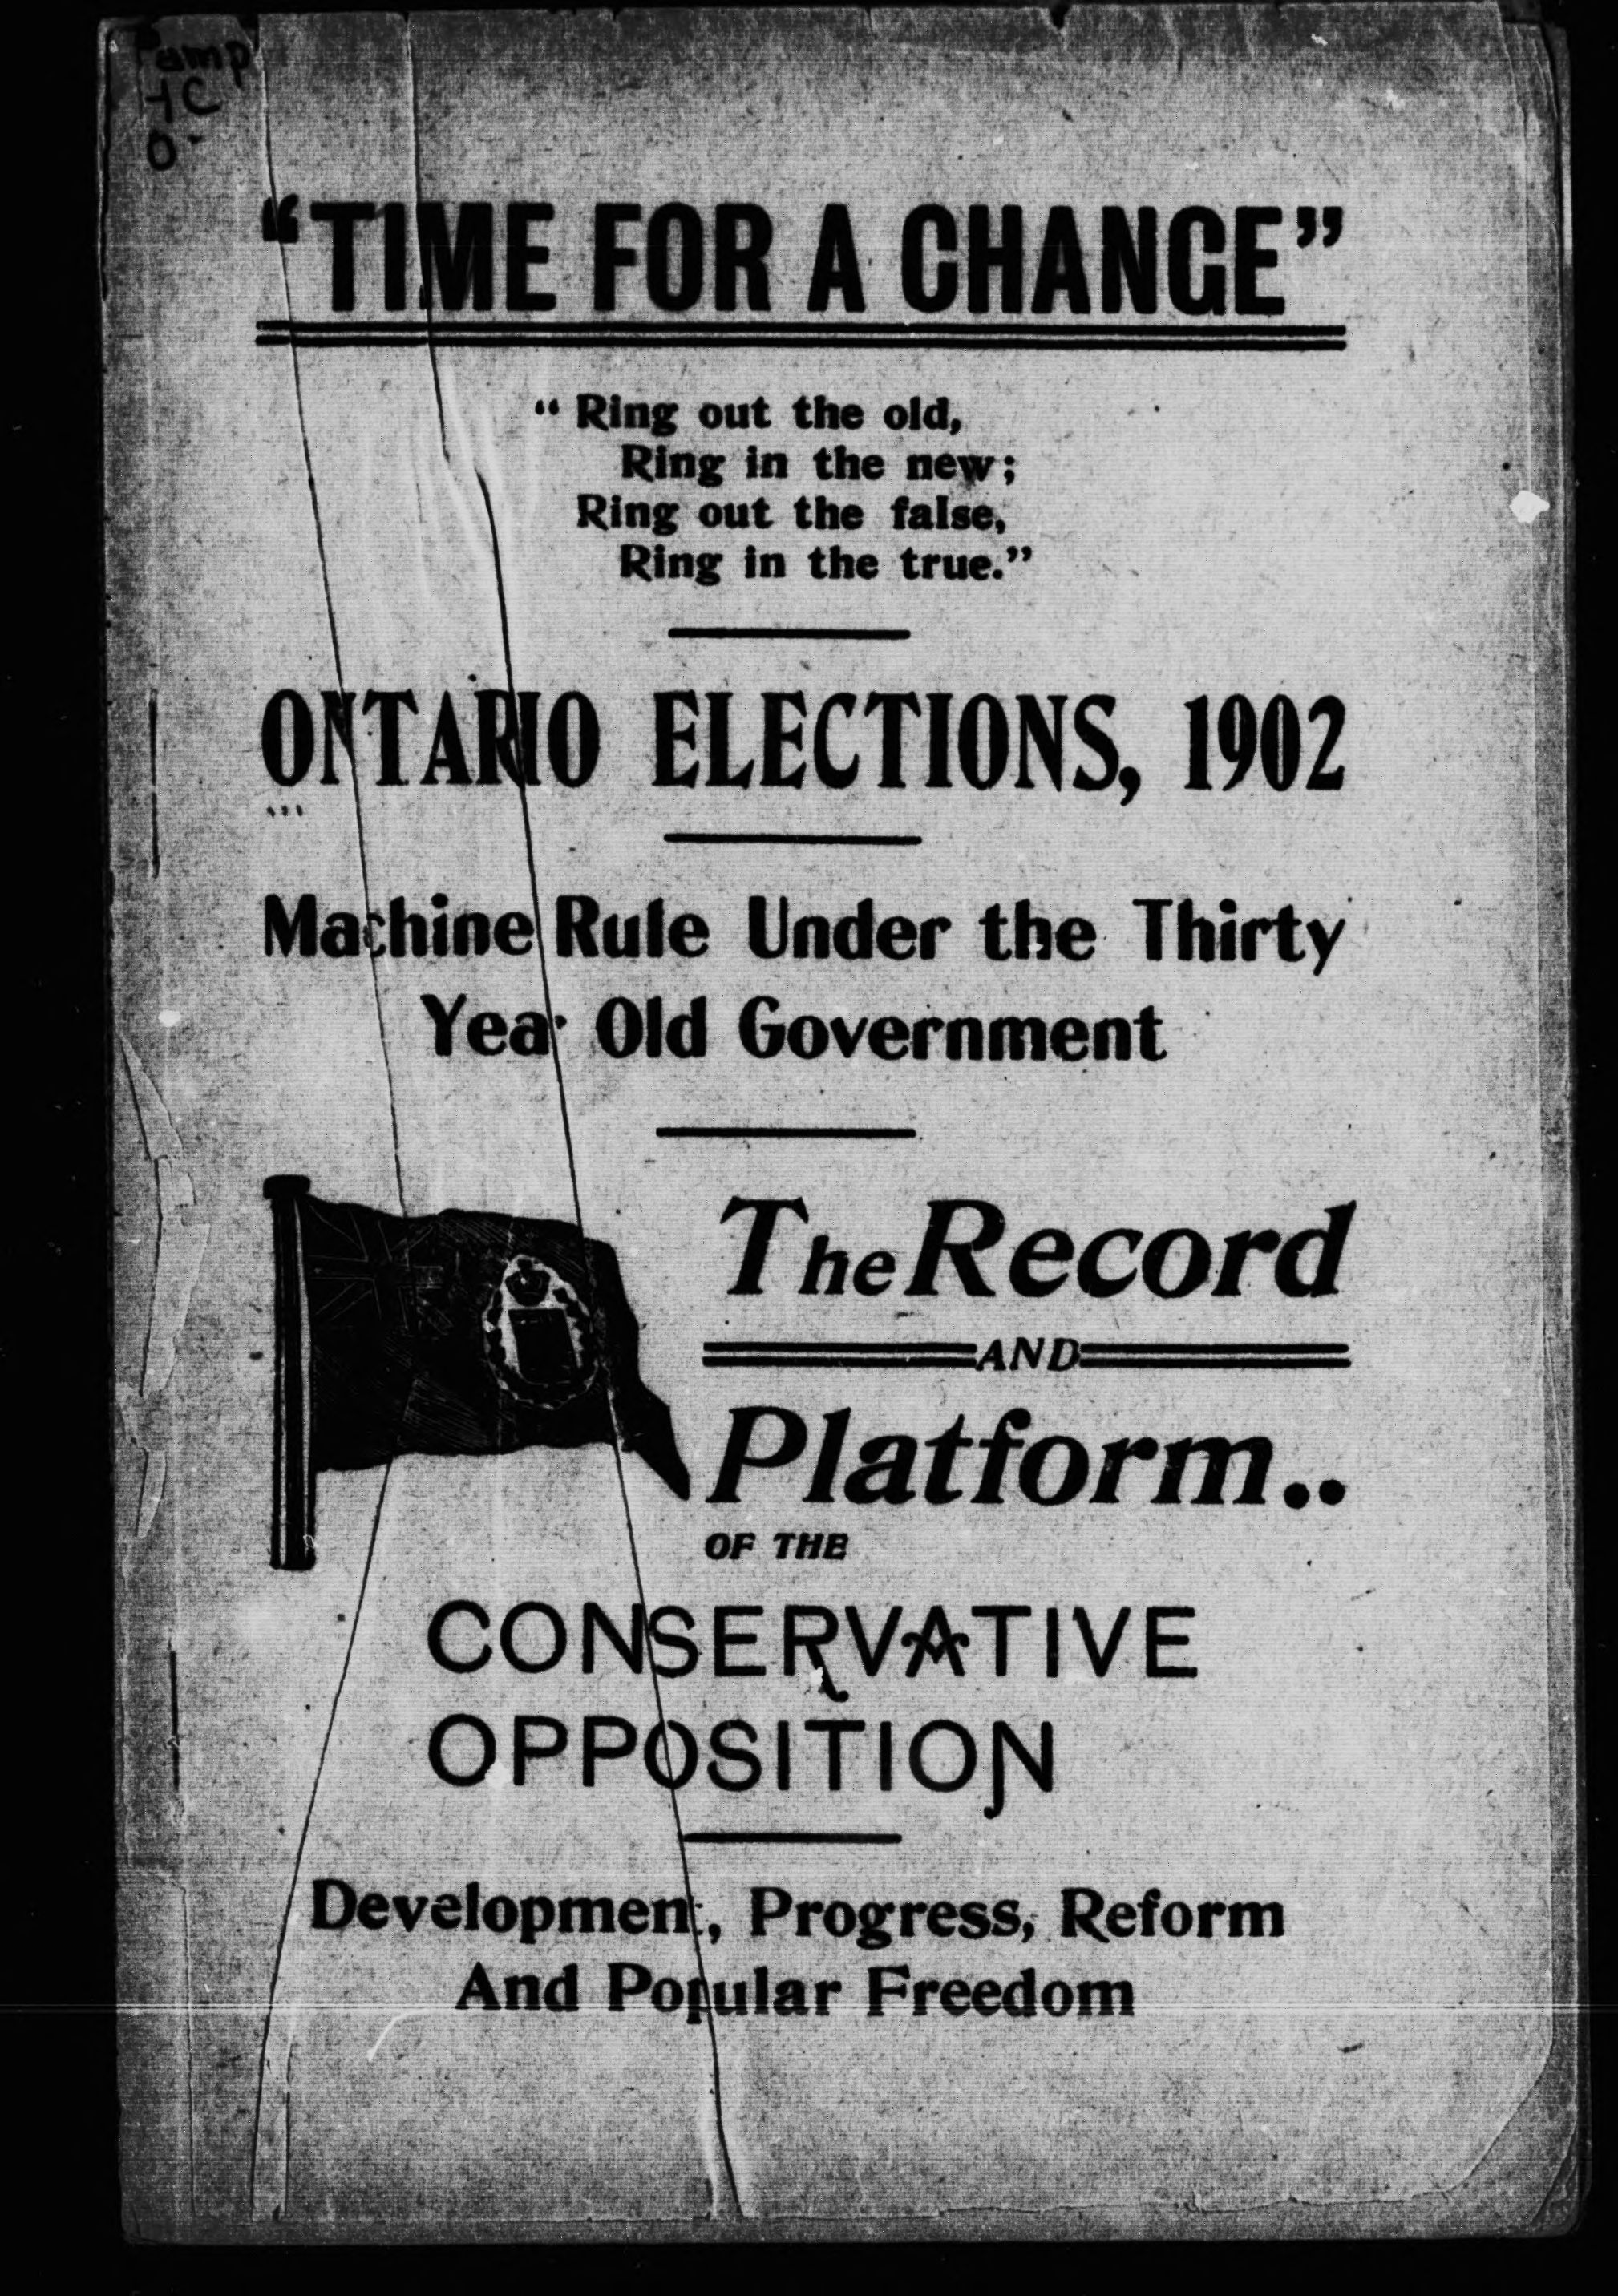 Pamp
“TIME FOR A CHANGE”
“ Ring out the old,
Ring in the new;
Ring out the false,
Ring in the true.”
ONTARIO ELECTIONS, 1902
Machine Rule Under the Thirty
Year Old Government
The Record
AND
Platform..
OF THE
CONSERVATIVE
OPPOSITION
Development, Progress, Reform
And Popular Freedom